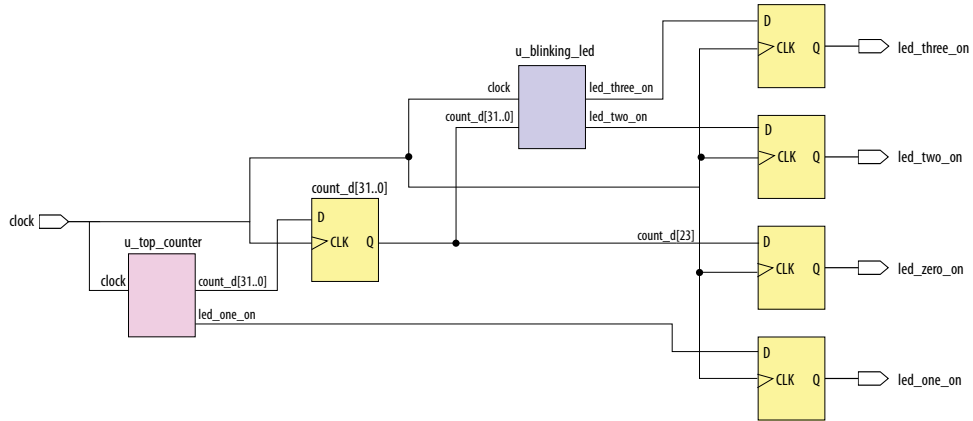 D
CLK Q
led_three_on
u_blinking_led
clock
led_three_on
count_d[31..0]
led_two_on
D
CLK Q
led_two_on
count_d[31..0]
D
CLK Q
clock
u_top_counter
clock
count_d[31..0]
led_one_on
count_d[23]
D
CLK Q
led_zero_on
D
CLK Q
led_one_on